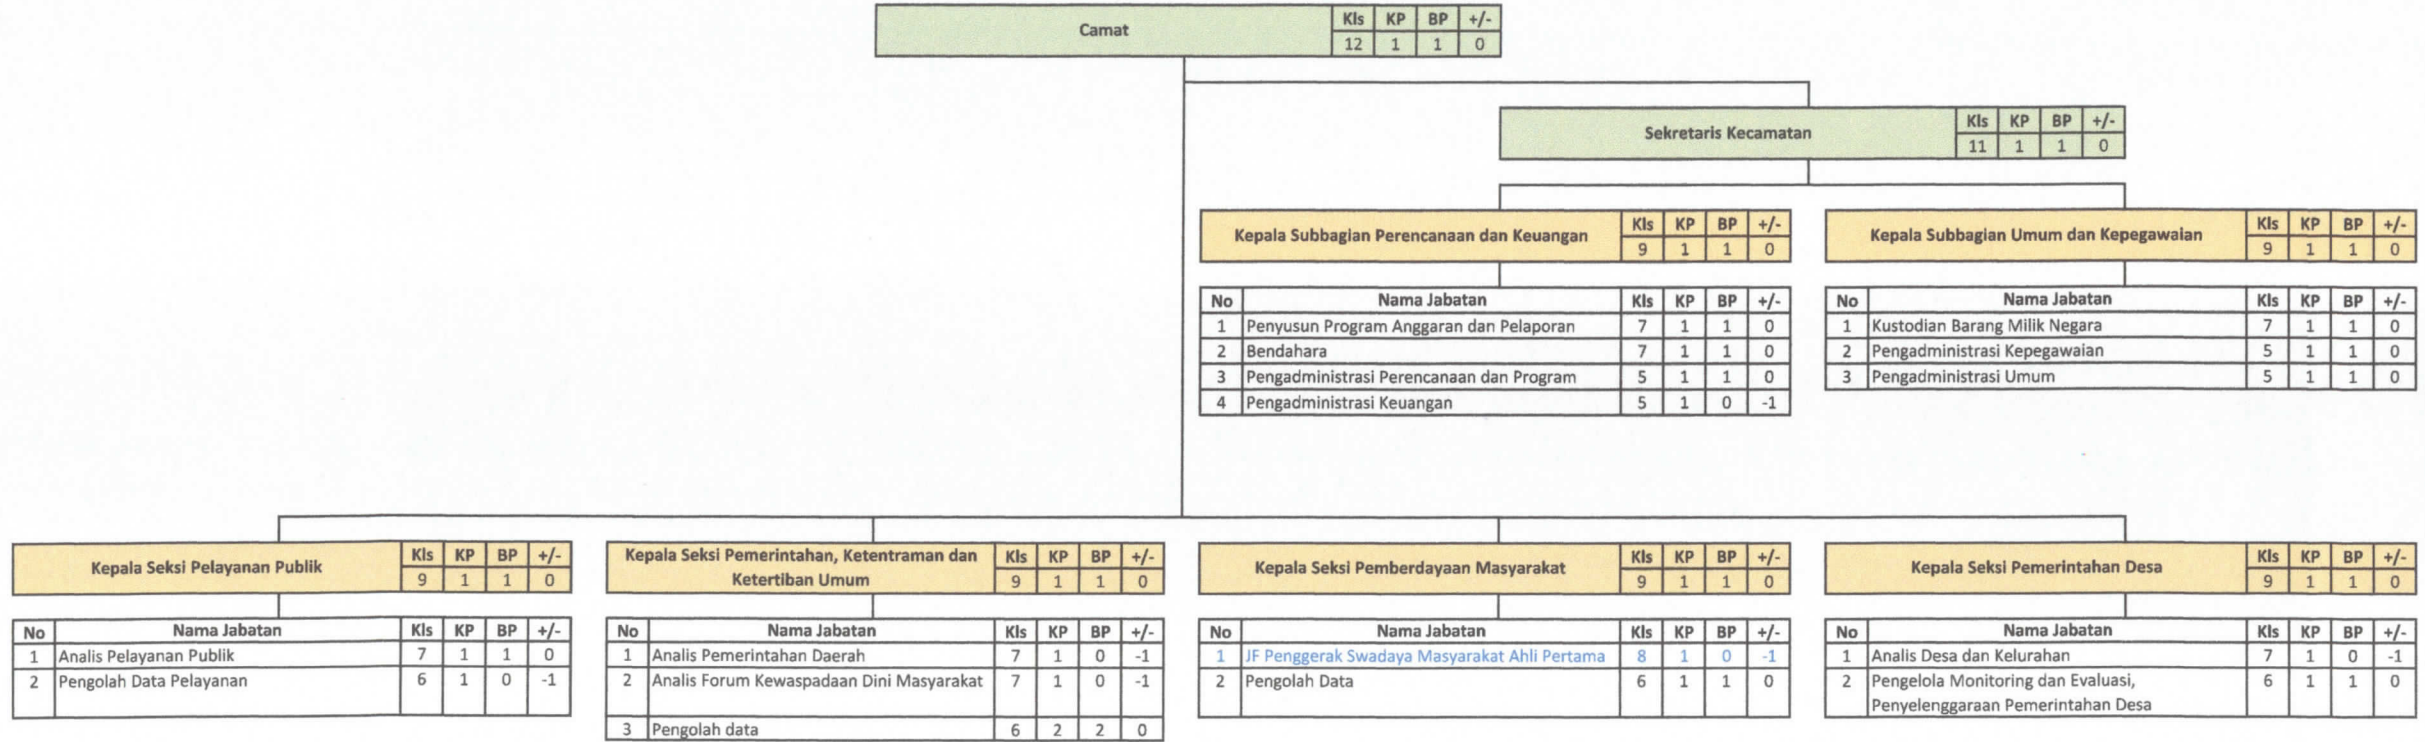 Camat Kls KP BP +/-
12 1 1 0
Sekretaris Kecamatan Kls KP BP +/-
11 1 1 0
Kepala Subbagian Perencanaan dan Keuangan Kls KP BP +/-
9 1 1 0
No Nama Jabatan Kls KP BP +/-
1 Penyusun Program Anggaran dan Pelaporan 7 1 1 0
2 Bendahara 7 1 1 0
3 Pengadministrasi Perencanaan dan Program 5 1 1 0
4 Pengadministrasi Keuangan 5 1 0 -1
Kepala Subbagian Umum dan Kepegawaian Kls KP BP +/-
9 1 1 0
No Nama Jabatan Kls KP BP +/-
1 Kustodian Barang Milik Negara 7 1 1 0
2 Pengadministrasi Kepegawaian 5 1 1 0
3 Pengadministrasi Umum 5 1 1 0
Kepala Seksi Pelayanan Publik Kls KP BP +/-
9 1 1 0
No Nama Jabatan Kls KP BP +/-
1 Analis Pelayanan Publik 7 1 1 0
2 Pengolah Data Pelayanan 6 1 0 -1
Kepala Seksi Pemerintahan, Ketentraman dan Kls KP BP +/-
Ketertiban Umum 9 1 1 0
No Nama Jabatan Kls KP BP +/-
1 Analis Pemerintahan Daerah 7 1 0 -1
2 Analis Forum Kewaspadaan Dini Masyarakat 7 1 0 -1
3 Pengolah data 6 2 2 0
Kepala Seksi Pemberdayaan Masyarakat Kls KP BP +/-
9 1 1 0
No Nama Jabatan Kls KP BP +/-
1 JF Penggerak Swadaya Masyarakat Ahli Pertama 8 1 0 -1
2 Pengolah Data 6 1 1 0
Kepala Seksi Pemerintahan Desa Kls KP BP +/-
9 1 1 0
No Nama Jabatan Kls KP BP +/-
1 Analis Desa dan Kelurahan 7 1 0 -1
2 Pengelola Monitoring dan Evaluasi, 6 1 1 0
Penyelenggaraan Pemerintahan Desa